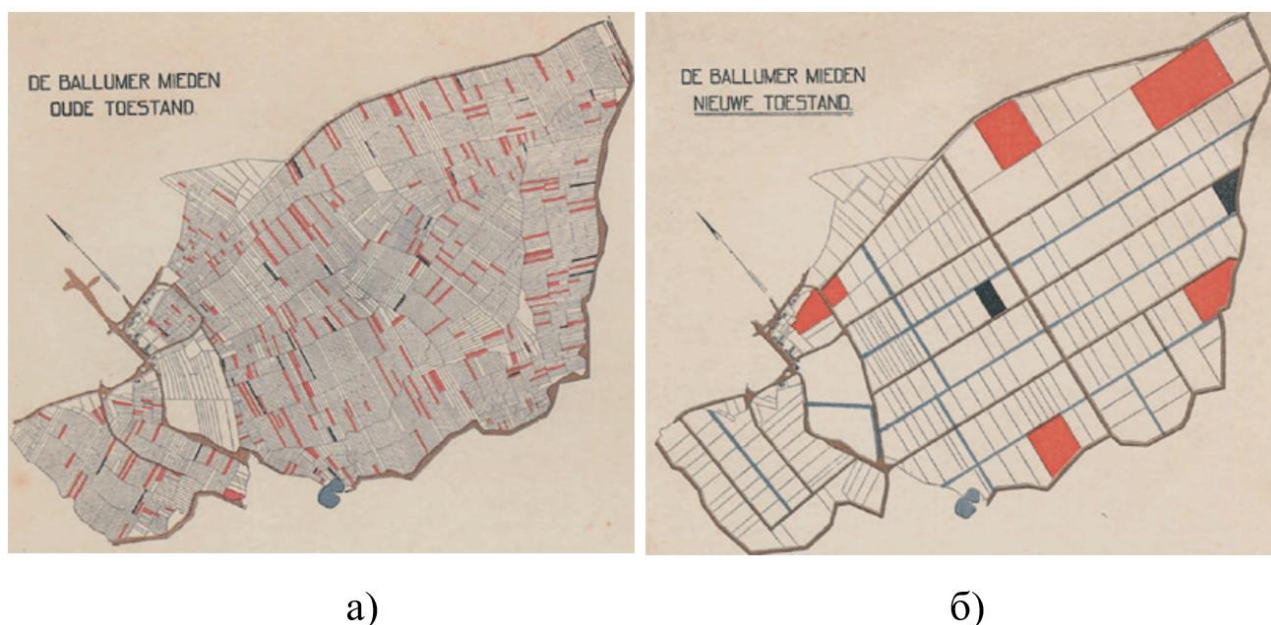 DE BALLUMER MIEDEN
OUDE TOESTAND.
DE BALLUMER MIEDEN
NIEUWE TOESTAND.
а)
б)